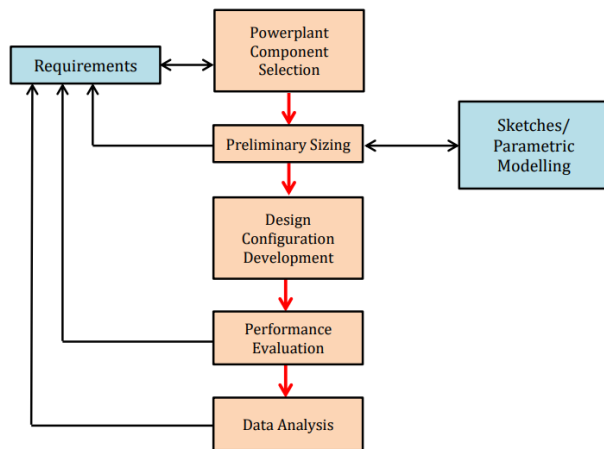 Powerplant
Component
Selection
Requirements
Preliminary Sizing
Sketches/
Parametric
Modelling
Design
Configuration
Development
Performance
Evaluation
Data Analysis